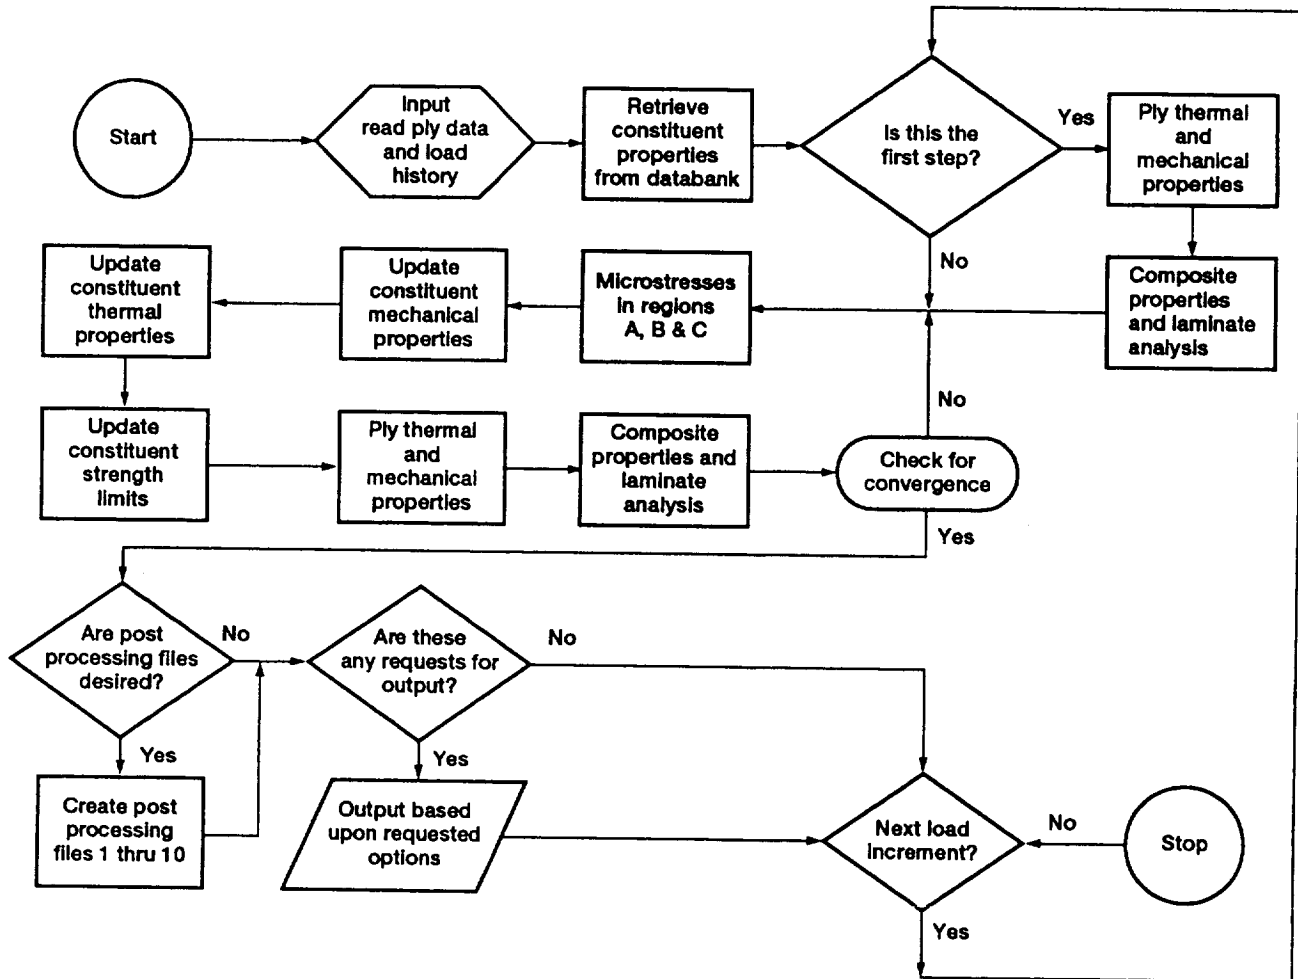 Start
Input
read ply data
and load
history
Retrieve
constituent
properties
from databank
Is this the
first step?
Yes
Ply thermal
and
mechanical
properties
No
Update
constituent
thermal
properties
Update
constituent
mechanical
properties
Microstresses
in regions
A, B & C
Composite
properties
and laminate
analysis
No
Update
constituent
strength
limits
Ply thermal
and
mechanical
properties
Composite
properties and
laminate
analysis
Check for
convergence
Yes
Are post
processing files
desired?
No
Are these
any requests for
output?
No
Yes
Yes
Create post
processing
files 1 thru 10
Output based
upon requested
options
Next load
increment?
No
Stop
Yes